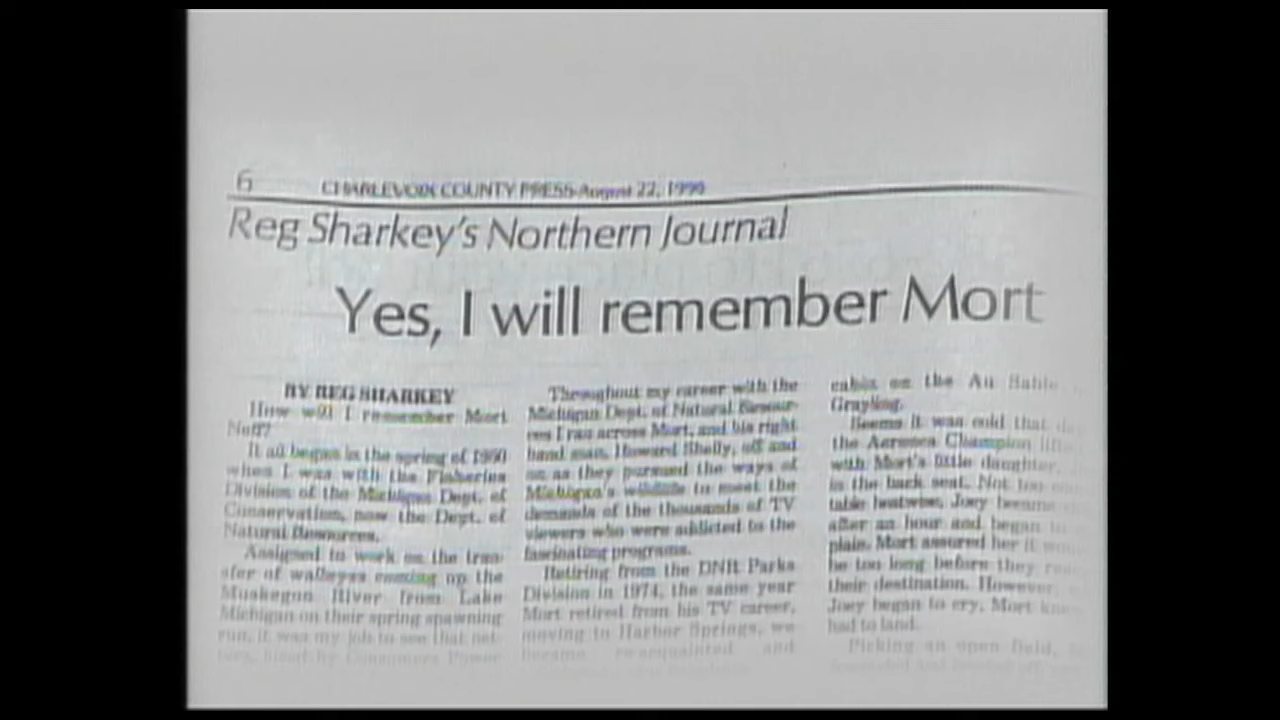 6 CHARLEVOIX COUNTY PRESS-August 22, 1990
Reg Sharkey's Northern Journal
Yes, I will remember Mort
BY REG SHARKEY
How will I remember Mort
Neff?
It all began in the spring of 1960
when I was with the Fisheries
Division of the Michigan Dept. of
Conservation, now the Dept. of
Natural Resources.
Assigned to work on the tran-
sfer of walleyes coming up the
Muskegon River from Lake
Michigan on their spring spawning
run, it was my job to see that net-
Consumers Power
Throughout my career with the
Michigan Dept. of Natural Resour-
ces I ran across Mort, and his right
hand man, Howard Shelly, off and
on as they pursued the ways of
Michigan's wildlife to meet the
demands of the thousands of TV
viewers who were addicted to the
fascinating programs.
Retiring from the DNR Parks
Division in 1974, the same year
Mort retired from his TV career,
moving to Harbor Springs, we
became re-acquainted and
cabin on the Au Sable
Grayling.
Seems it was cold that
the Aeronca Champion
with Mort's little daughter,
in the back seat. Not too
table heatwise, Joey became
after an hour and began to
plain. Mort assured her it
be too long before they
their destination. However,
Joey began to cry, Mort
had to land.
Picking an open field,